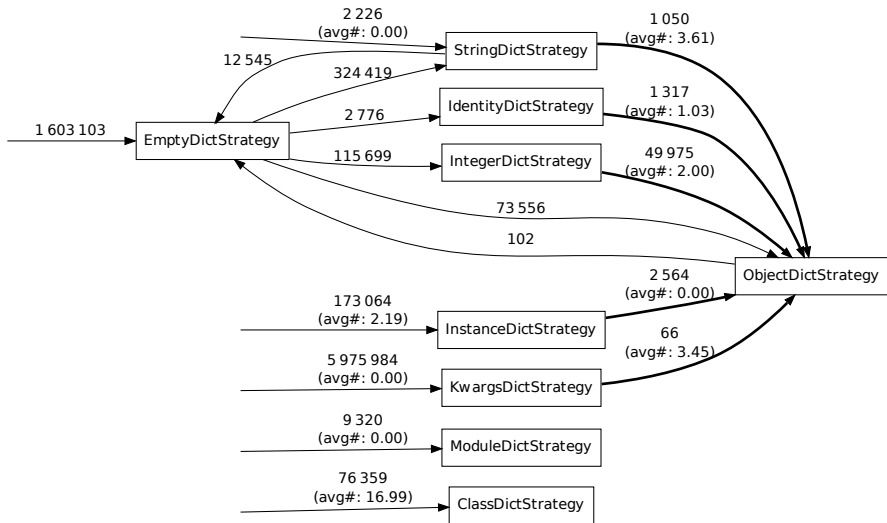 2 226
(avg#: 0.00)
1 050
(avg#: 3.61)
StringDictStrategy
12 545
324 419
1 317
(avg#: 1.03)
IdentityDictStrategy
2 776
1 603 103
EmptyDictStrategy
115 699
IntegerDictStrategy
49 975
(avg#: 2.00)
73 556
102
ObjectDictStrategy
2 564
(avg#: 0.00)
173 064
(avg#: 2.19)
InstanceDictStrategy
66
(avg#: 3.45)
5 975 984
(avg#: 0.00)
KwargsDictStrategy
9 320
(avg#: 0.00)
ModuleDictStrategy
76 359
(avg#: 16.99)
ClassDictStrategy